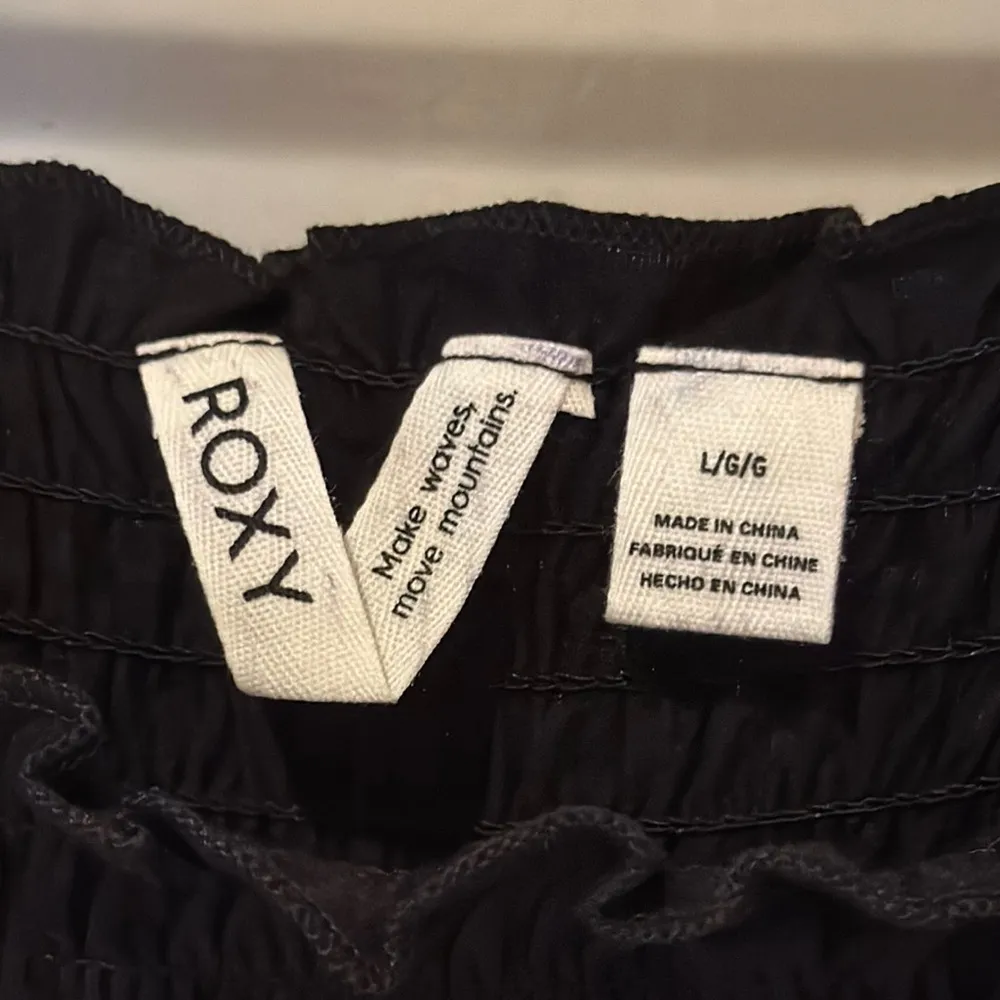 ROXY
Make waves,
move mountains.
L/G/G
MADE IN CHINA
FABRIQUÉ EN CHINE
HECHO EN CHINA